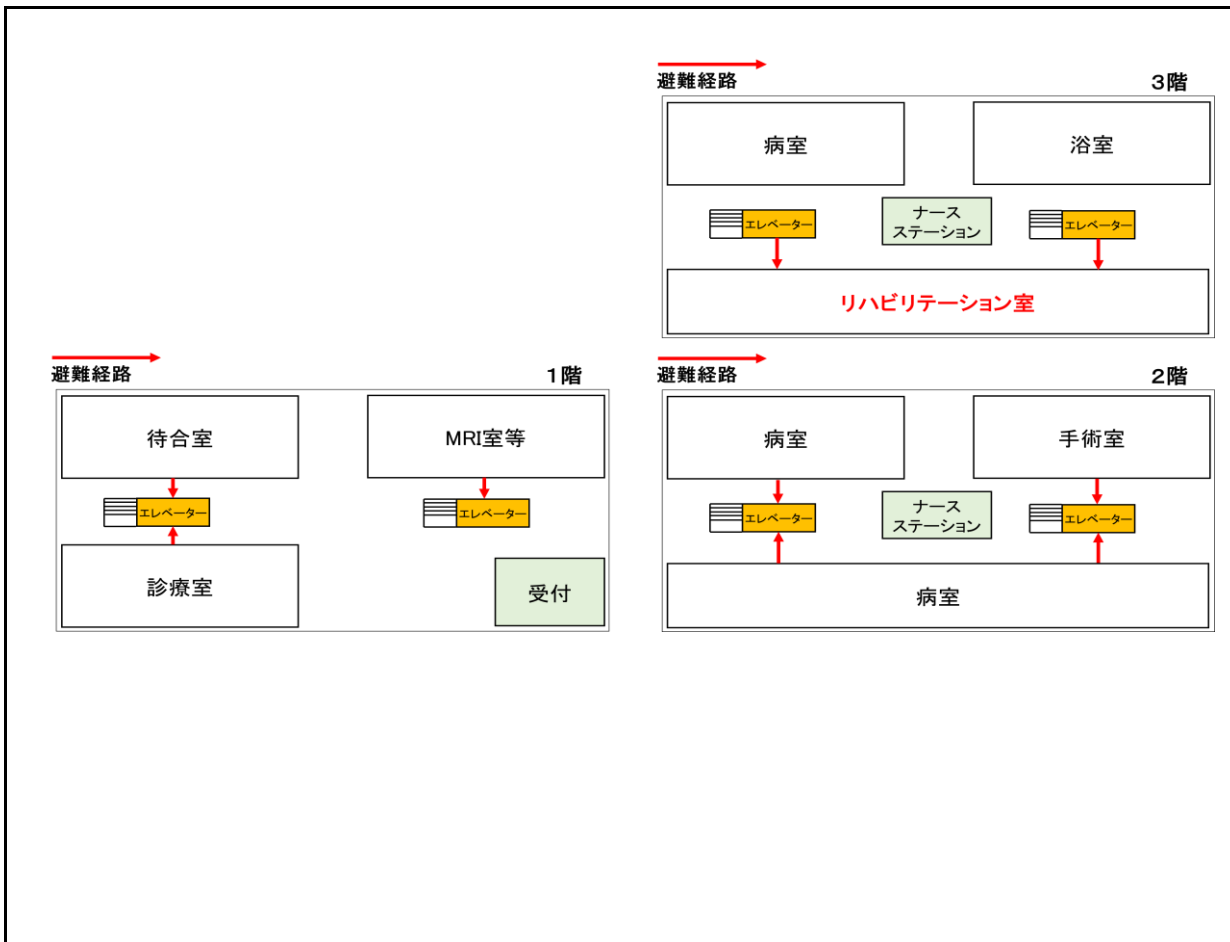 避難経路
3階
病室
浴室
エレベーター
ナース
ステーション
エレベーター
リハビリテーション室
避難経路
1階
待合室
MRI室等
エレベーター
エレベーター
診療室
受付
避難経路
2階
病室
手術室
エレベーター
ナース
ステーション
エレベーター
病室